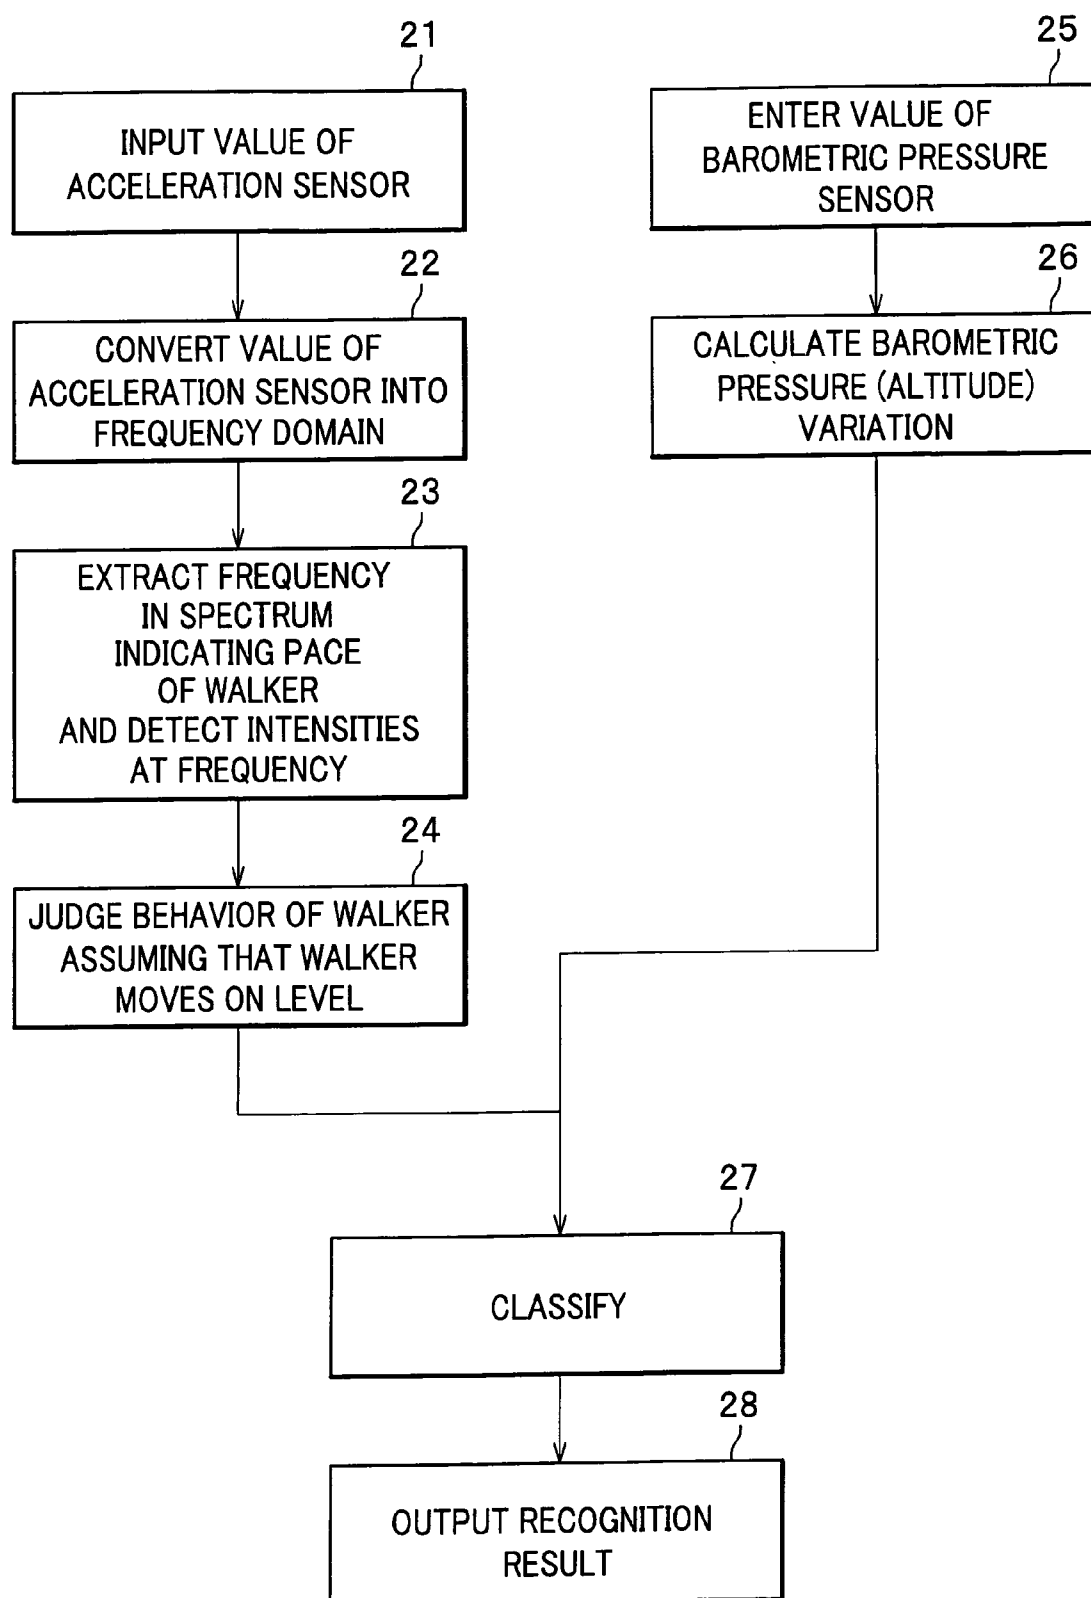 21
INPUT VALUE OF
ACCELERATION SENSOR
22
CONVERT VALUE OF
ACCELERATION SENSOR INTO
FREQUENCY DOMAIN
23
EXTRACT FREQUENCY
IN SPECTRUM
INDICATING PACE
OF WALKER
AND DETECT INTENSITIES
AT FREQUENCY
24
JUDGE BEHAVIOR OF WALKER
ASSUMING THAT WALKER
MOVES ON LEVEL
25
ENTER VALUE OF
BAROMETRIC PRESSURE
SENSOR
26
CALCULATE BAROMETRIC
PRESSURE (ALTITUDE)
VARIATION
27
CLASSIFY
28
OUTPUT RECOGNITION
RESULT